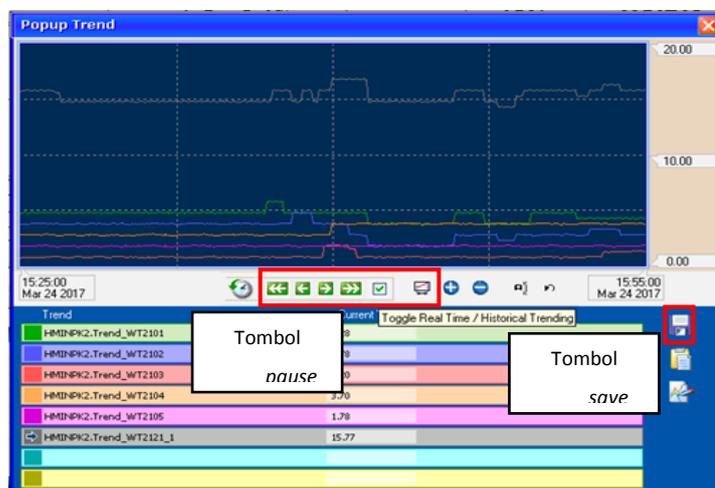 Popup Trend
20.00
10.00
0.00
15:25:00
Mar 24 2017
15:55:00
Mar 24 2017
Toggle Real Time / Historical Trending
Trend
HMINPK2.Trend_WT2101
HMINPK2.Trend_WT2102
HMINPK2.Trend_WT2103
HMINPK2.Trend_WT2104
3.70
HMINPK2.Trend_WT2105
1.78
HMINPK2.Trend_WT2121_1
15.77
Tombol
pause
Tombol
save